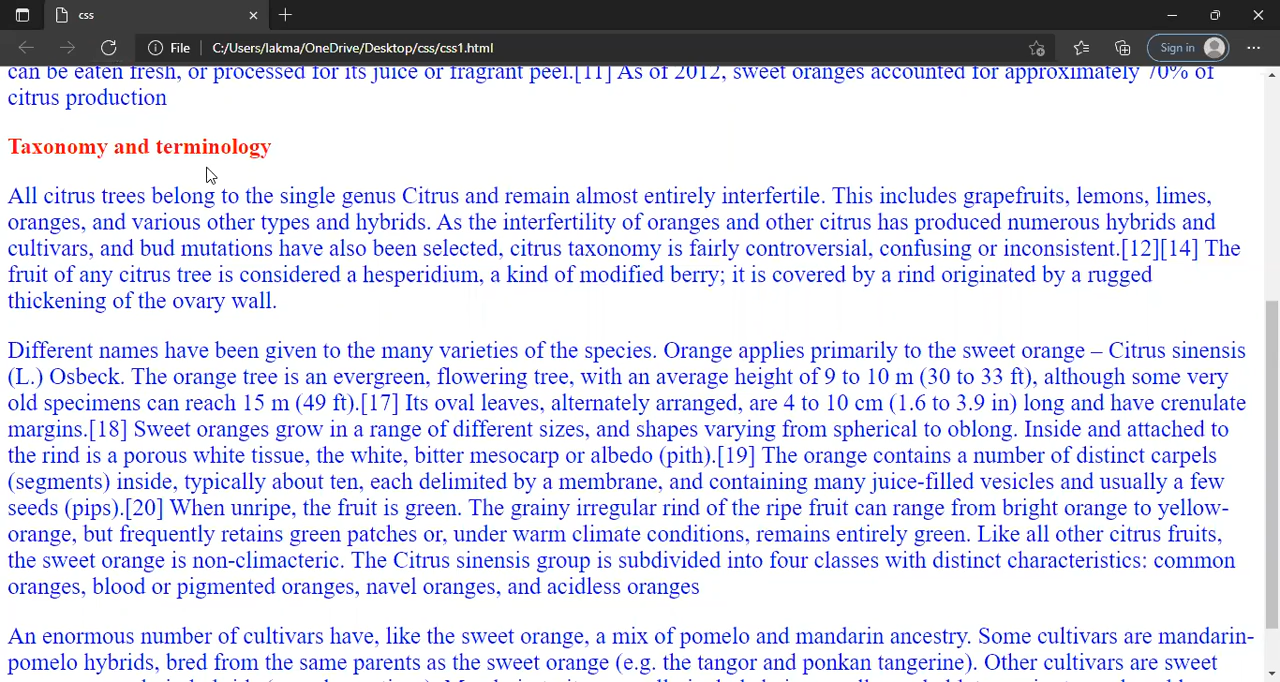 css
File
C:/Users/lakma/OneDrive/Desktop/css/css1.html
Sign in
can be eaten fresh, or processed for its juice or fragrant peel.[11] As of 2012, sweet oranges accounted for approximately 70% of
citrus production
Taxonomy and terminology
All citrus trees belong to the single genus Citrus and remain almost entirely interfertile. This includes grapefruits, lemons, limes,
oranges, and various other types and hybrids. As the interfertility of oranges and other citrus has produced numerous hybrids and
cultivars, and bud mutations have also been selected, citrus taxonomy is fairly controversial, confusing or inconsistent.[12][14] The
fruit of any citrus tree is considered a hesperidium, a kind of modified berry; it is covered by a rind originated by a rugged
thickening of the ovary wall.
Different names have been given to the many varieties of the species. Orange applies primarily to the sweet orange – Citrus sinensis
(L.) Osbeck. The orange tree is an evergreen, flowering tree, with an average height of 9 to 10 m (30 to 33 ft), although some very
old specimens can reach 15 m (49 ft).[17] Its oval leaves, alternately arranged, are 4 to 10 cm (1.6 to 3.9 in) long and have crenulate
margins.[18] Sweet oranges grow in a range of different sizes, and shapes varying from spherical to oblong. Inside and attached to
the rind is a porous white tissue, the white, bitter mesocarp or albedo (pith).[19] The orange contains a number of distinct carpels
(segments) inside, typically about ten, each delimited by a membrane, and containing many juice-filled vesicles and usually a few
seeds (pips).[20] When unripe, the fruit is green. The grainy irregular rind of the ripe fruit can range from bright orange to yellow-
orange, but frequently retains green patches or, under warm climate conditions, remains entirely green. Like all other citrus fruits,
the sweet orange is non-climacteric. The Citrus sinensis group is subdivided into four classes with distinct characteristics: common
oranges, blood or pigmented oranges, navel oranges, and acidless oranges
An enormous number of cultivars have, like the sweet orange, a mix of pomelo and mandarin ancestry. Some cultivars are mandarin-
pomelo hybrids, bred from the same parents as the sweet orange (e.g. the tangor and ponkan tangerine). Other cultivars are sweet